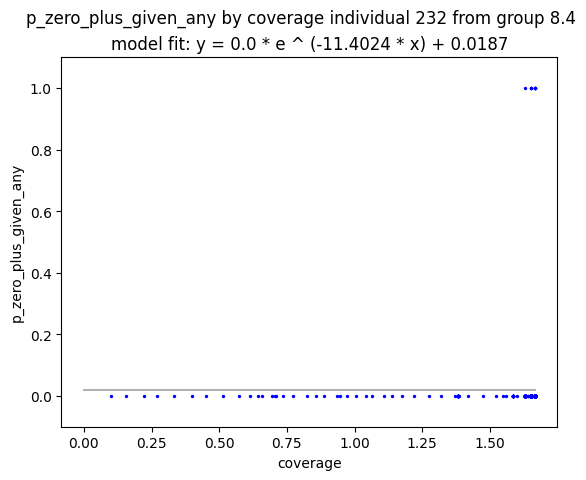 p_zero_plus_given_any by coverage individual 232 from group 8.4
model fit: y = 0.0 * e ^ (-11.4024 * x) + 0.0187
1.0
0.8
0.6
0.4
0.2
0.0
p_zero_plus_given_any
0.00 0.25 0.50 0.75 1.00 1.25 1.50
coverage